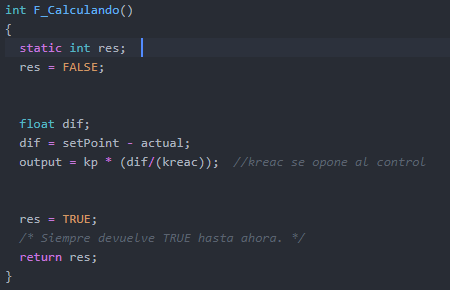 int F_Calculando()
{
static int res;
res = FALSE;
float dif;
dif = setPoint - actual;
output = kp * (dif/(kreac)); //kreac se opone al control
res = TRUE;
/* Siempre devuelve TRUE hasta ahora. */
return res;
}